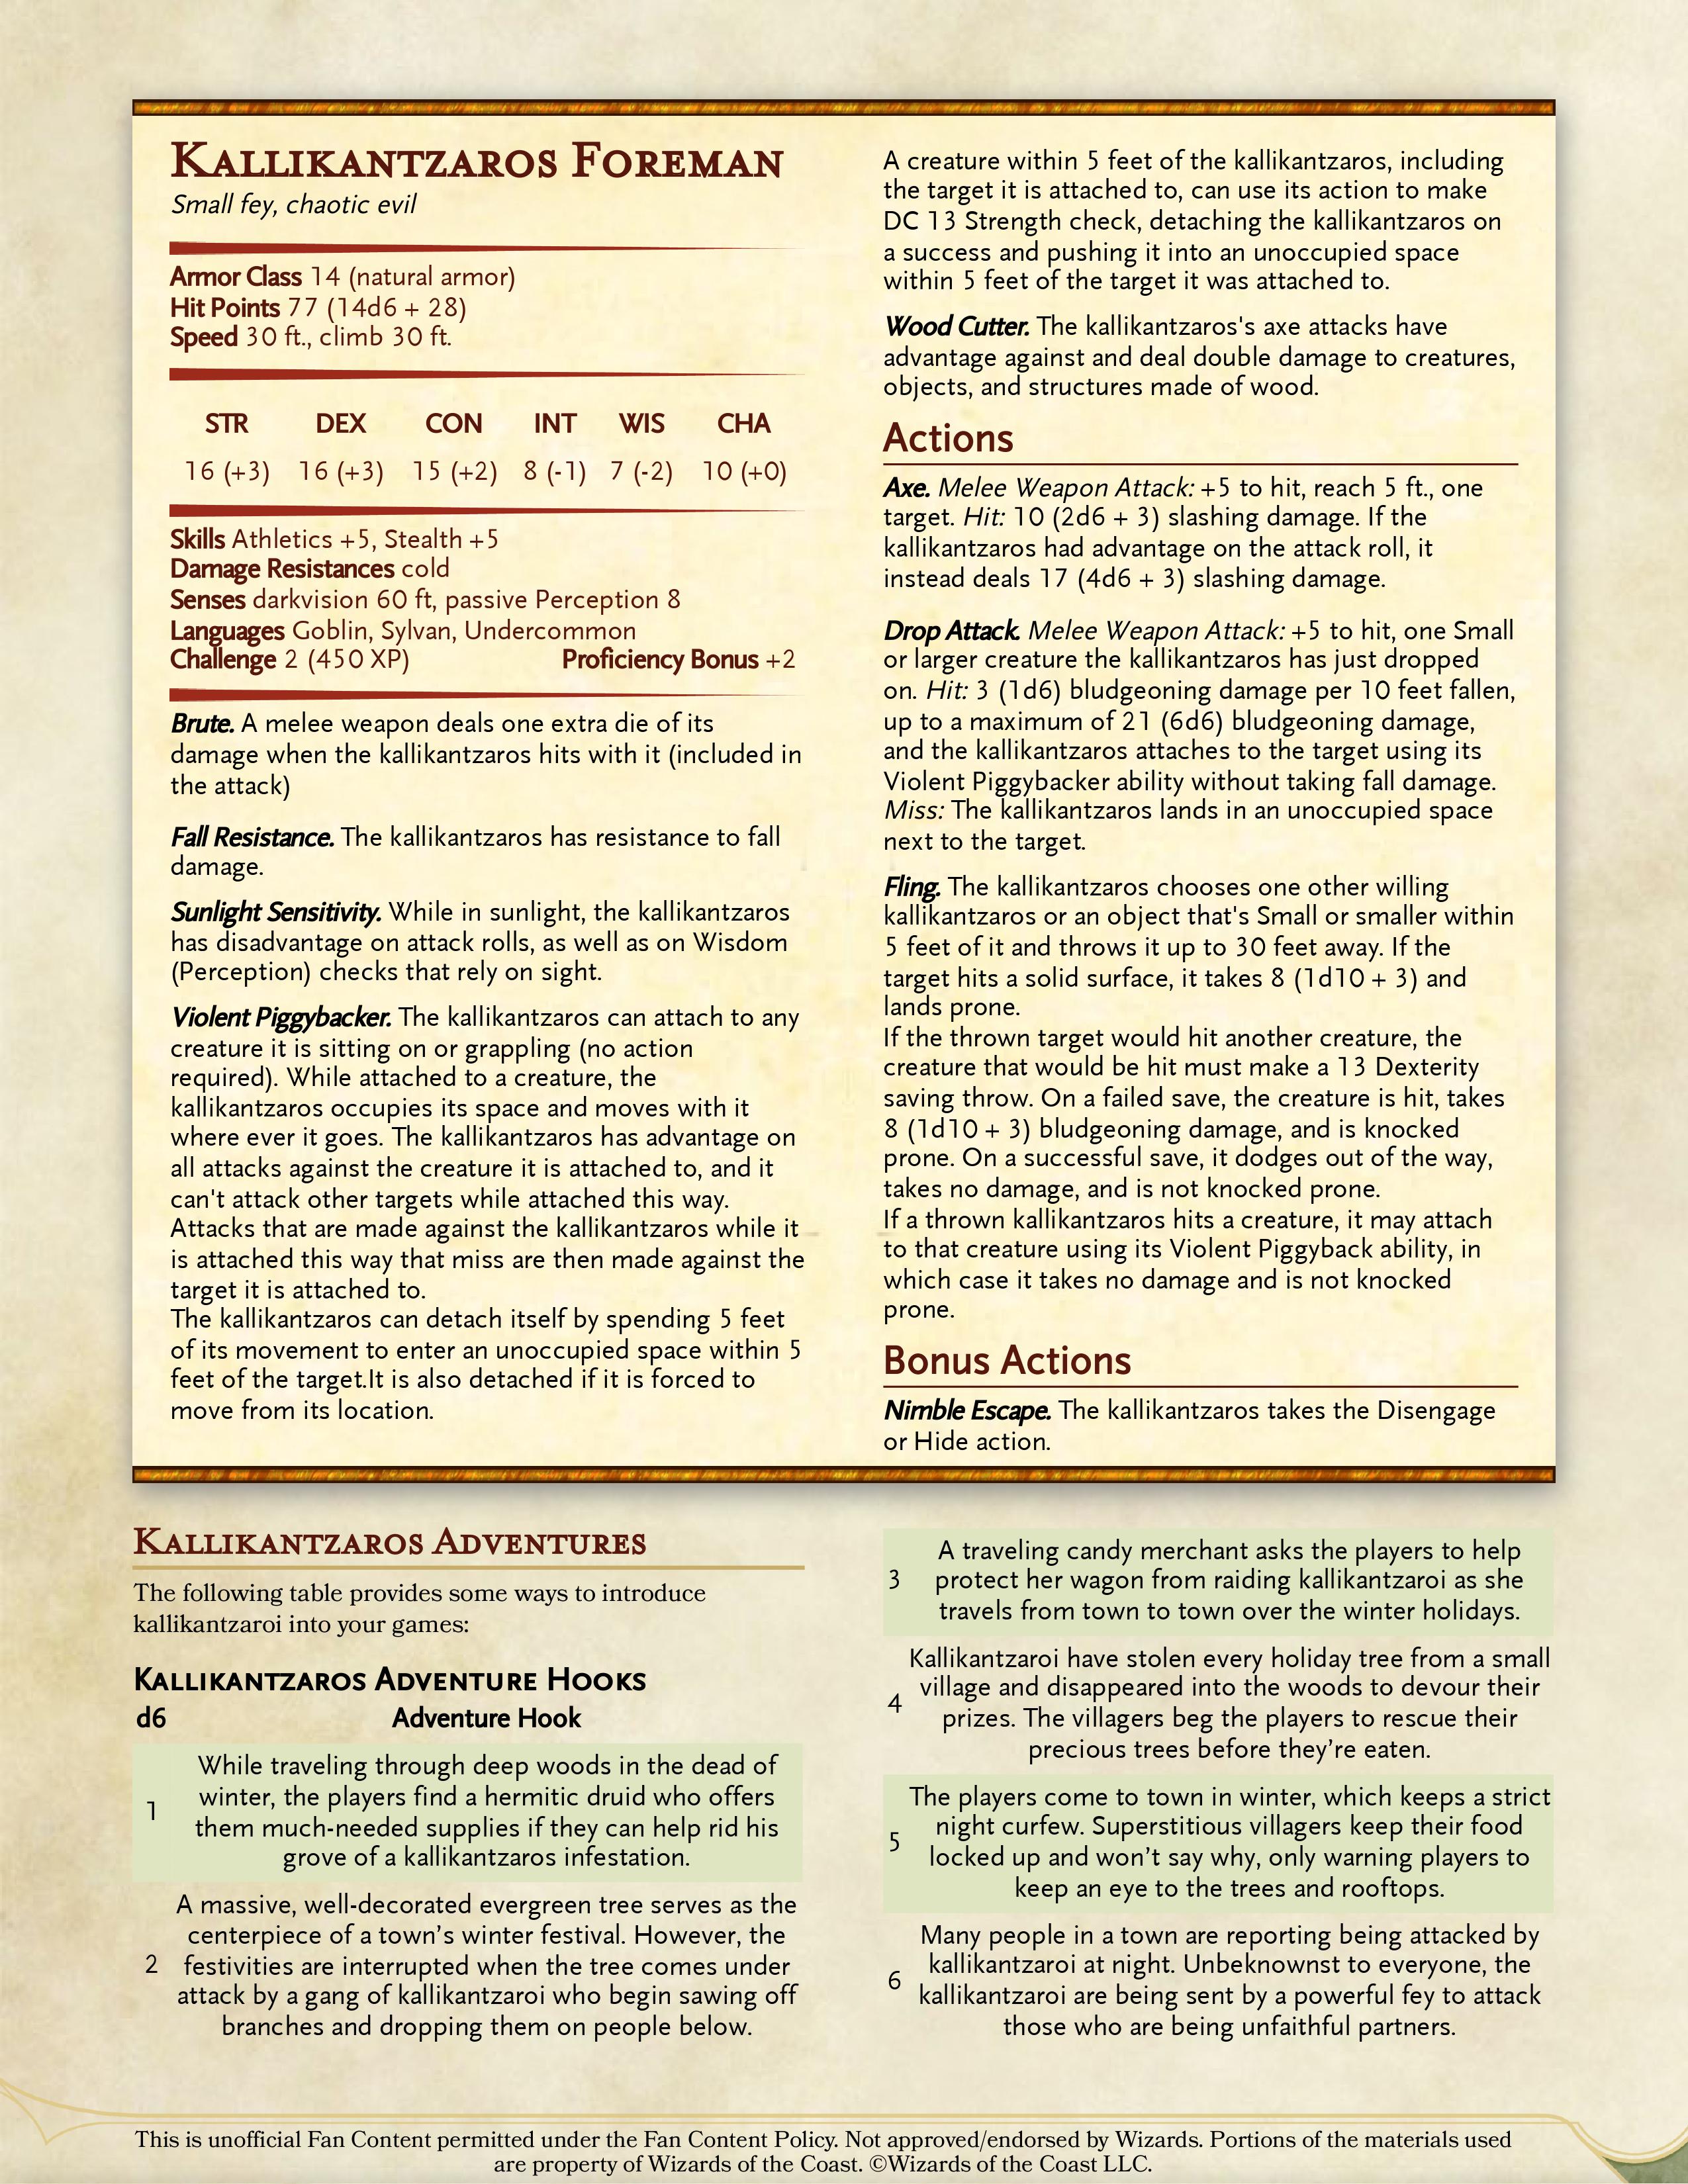 Kallikantzaros Foreman
Small fey, chaotic evil
Armor Class 14 (natural armor)
Hit Points 77 (14d6 + 28)
Speed 30 ft., climb 30 ft.
STR DEX CON INT WIS CHA
16 (+3) 16 (+3) 15 (+2) 8 (-1) 7 (-2) 10 (+0)
Skills Athletics +5, Stealth +5
Damage Resistances cold
Senses darkvision 60 ft, passive Perception 8
Languages Goblin, Sylvan, Undercommon
Challenge 2 (450 XP) Proficiency Bonus +2
Brute. A melee weapon deals one extra die of its
damage when the kallikantzaros hits with it (included in
the attack)
Fall Resistance. The kallikantzaros has resistance to fall
damage.
Sunlight Sensitivity. While in sunlight, the kallikantzaros
has disadvantage on attack rolls, as well as on Wisdom
(Perception) checks that rely on sight.
Violent Piggybacker. The kallikantzaros can attach to any
creature it is sitting on or grappling (no action
required). While attached to a creature, the
kallikantzaros occupies its space and moves with it
where ever it goes. The kallikantzaros has advantage on
all attacks against the creature it is attached to, and it
can't attack other targets while attached this way.
Attacks that are made against the kallikantzaros while it
is attached this way that miss are then made against the
target it is attached to.
The kallikantzaros can detach itself by spending 5 feet
of its movement to enter an unoccupied space within 5
feet of the target.It is also detached if it is forced to
move from its location.
A creature within 5 feet of the kallikantzaros, including
the target it is attached to, can use its action to make
DC 13 Strength check, detaching the kallikantzaros on
a success and pushing it into an unoccupied space
within 5 feet of the target it was attached to.
Wood Cutter. The kallikantzaros's axe attacks have
advantage against and deal double damage to creatures,
objects, and structures made of wood.
Actions
Axe. Melee Weapon Attack: +5 to hit, reach 5 ft., one
target. Hit: 10 (2d6 + 3) slashing damage. If the
kallikantzaros had advantage on the attack roll, it
instead deals 17 (4d6 + 3) slashing damage.
Drop Attack. Melee Weapon Attack: +5 to hit, one Small
or larger creature the kallikantzaros has just dropped
on. Hit: 3 (1d6) bludgeoning damage per 10 feet fallen,
up to a maximum of 21 (6d6) bludgeoning damage,
and the kallikantzaros attaches to the target using its
Violent Piggybacker ability without taking fall damage.
Miss: The kallikantzaros lands in an unoccupied space
next to the target.
Fling. The kallikantzaros chooses one other willing
kallikantzaros or an object that's Small or smaller within
5 feet of it and throws it up to 30 feet away. If the
target hits a solid surface, it takes 8 (1d10 + 3) and
lands prone.
If the thrown target would hit another creature, the
creature that would be hit must make a 13 Dexterity
saving throw. On a failed save, the creature is hit, takes
8 (1d10 + 3) bludgeoning damage, and is knocked
prone. On a successful save, it dodges out of the way,
takes no damage, and is not knocked prone.
If a thrown kallikantzaros hits a creature, it may attach
to that creature using its Violent Piggyback ability, in
which case it takes no damage and is not knocked
prone.
Bonus Actions
Nimble Escape. The kallikantzaros takes the Disengage
or Hide action.
Kallikantzaros Adventures
The following table provides some ways to introduce
kallikantzaroi into your games:
Kallikantzaros Adventure Hooks
d6 Adventure Hook
While traveling through deep woods in the dead of
winter, the players find a hermitic druid who offers
1 them much-needed supplies if they can help rid his
grove of a kallikantzaros infestation.
A massive, well-decorated evergreen tree serves as the
centerpiece of a town’s winter festival. However, the
2 festivities are interrupted when the tree comes under
attack by a gang of kallikantzaroi who begin sawing off
branches and dropping them on people below.
A traveling candy merchant asks the players to help
3 protect her wagon from raiding kallikantzaroi as she
travels from town to town over the winter holidays.
Kallikantzaroi have stolen every holiday tree from a small
village and disappeared into the woods to devour their
4 prizes. The villagers beg the players to rescue their
precious trees before they’re eaten.
The players come to town in winter, which keeps a strict
night curfew. Superstitious villagers keep their food
5 locked up and won’t say why, only warning players to
keep an eye to the trees and rooftops.
Many people in a town are reporting being attacked by
kallikantzaroi at night. Unbeknownst to everyone, the
6 kallikantzaroi are being sent by a powerful fey to attack
those who are being unfaithful partners.
This is unofficial Fan Content permitted under the Fan Content Policy. Not approved/endorsed by Wizards. Portions of the materials used
are property of Wizards of the Coast. ©Wizards of the Coast LLC.